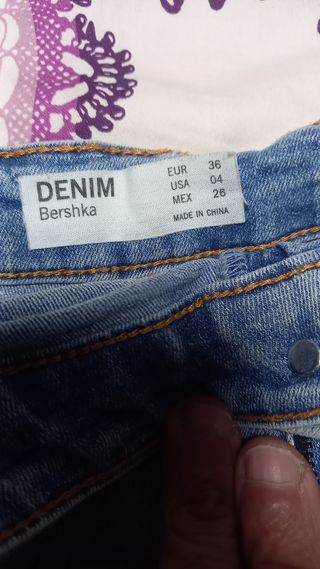 DENIM
Bershka
EUR 36
USA 04
MEX 26
MADE IN CHINA